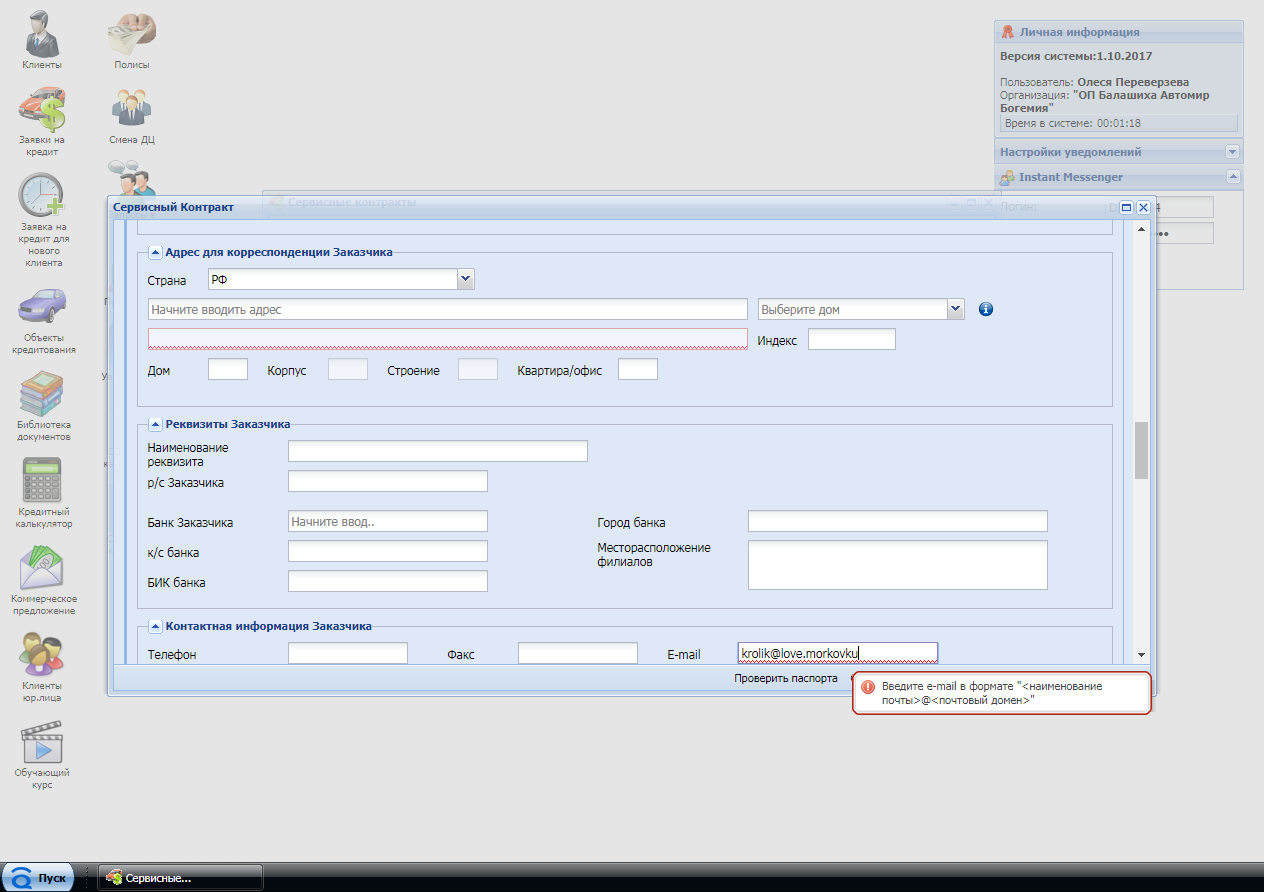 Клиенты
Полисы
Заявки на
кредит
Смена ДЦ
Заявка на
кредит для
нового
клиента
Объекты
кредитования
Библиотека
документов
Кредитный
калькулятор
Коммерческое
предложение
Клиенты
юр.лица
Обучающий
курс
Личная информация
Версия системы:1.10.2017
Пользователь: Олеся Переверзева
Организация: "ОП Балашиха Автомир
Богемия"
Время в системе: 00:01:18
Настройки уведомлений
Instant Messenger
Логин:
Сервисные контракты
Сервисный Контракт
Адрес для корреспонденции Заказчика
Страна РФ
Начните вводить адрес Выберите дом
Индекс
Дом Корпус Строение Квартира/офис
Реквизиты Заказчика
Наименование
реквизита
р/с Заказчика
Банк Заказчика Начните ввод.. Город банка
к/с банка Месторасположение
филиалов
БИК банка
Контактная информация Заказчика
Телефон Факс E-mail krolik@love.morkovku
Проверить паспорта
Введите e-mail в формате "<наименование
почты>@<почтовый домен>"
Пуск Сервисные...